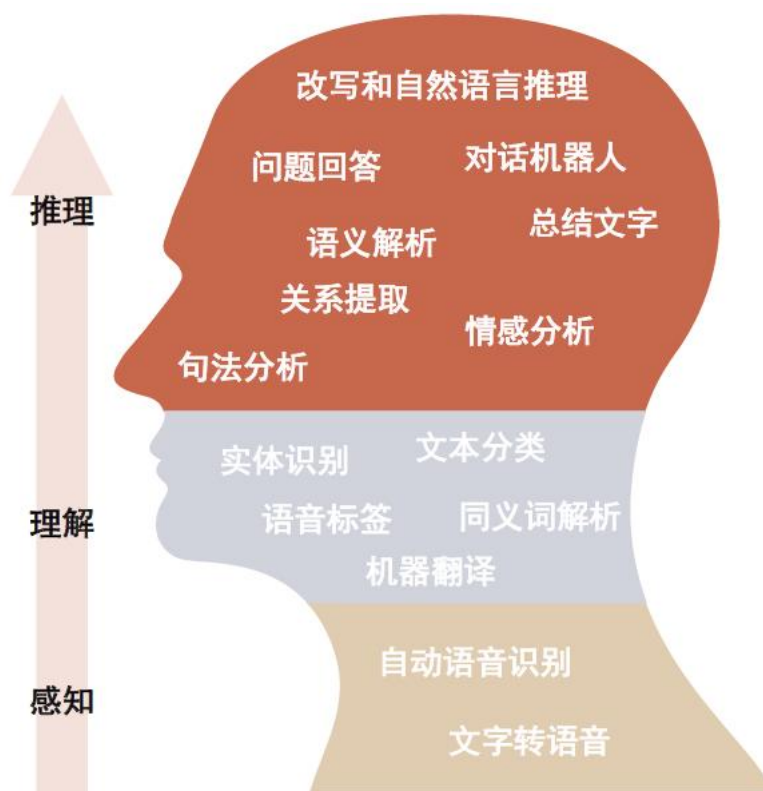 改写和自然语言推理
问题回答
对话机器人
推理
语义解析
总结文字
关系提取
情感分析
句法分析
实体识别
文本分类
理解
语音标签
同义词解析
机器翻译
自动语音识别
感知
文字转语音